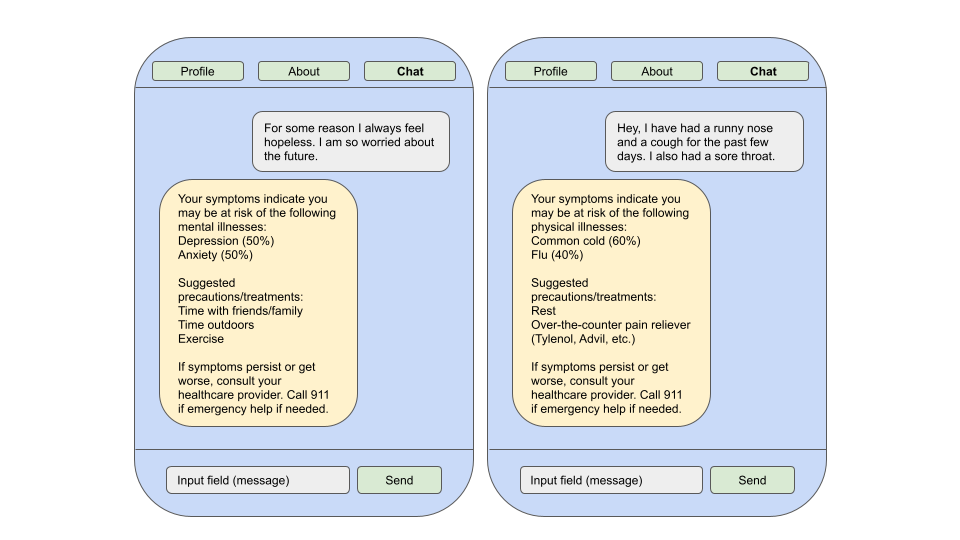 Profile
About
Chat
For some reason I always feel
hopeless. I am so worried about
the future.
Your symptoms indicate you
may be at risk of the following
mental illnesses:
Depression (50%)
Anxiety (50%)
Suggested
precautions/treatments:
Time with friends/family
Time outdoors
Exercise
If symptoms persist or get
worse, consult your
healthcare provider. Call 911
if emergency help if needed.
Input field (message)
Send
Profile
About
Chat
Hey, I have had a runny nose
and a cough for the past few
days. I also had a sore throat.
Your symptoms indicate you
may be at risk of the following
physical illnesses:
Common cold (60%)
Flu (40%)
Suggested
precautions/treatments:
Rest
Over-the-counter pain reliever
(Tylenol, Advil, etc.)
If symptoms persist or get
worse, consult your
healthcare provider. Call 911
if emergency help if needed.
Input field (message)
Send